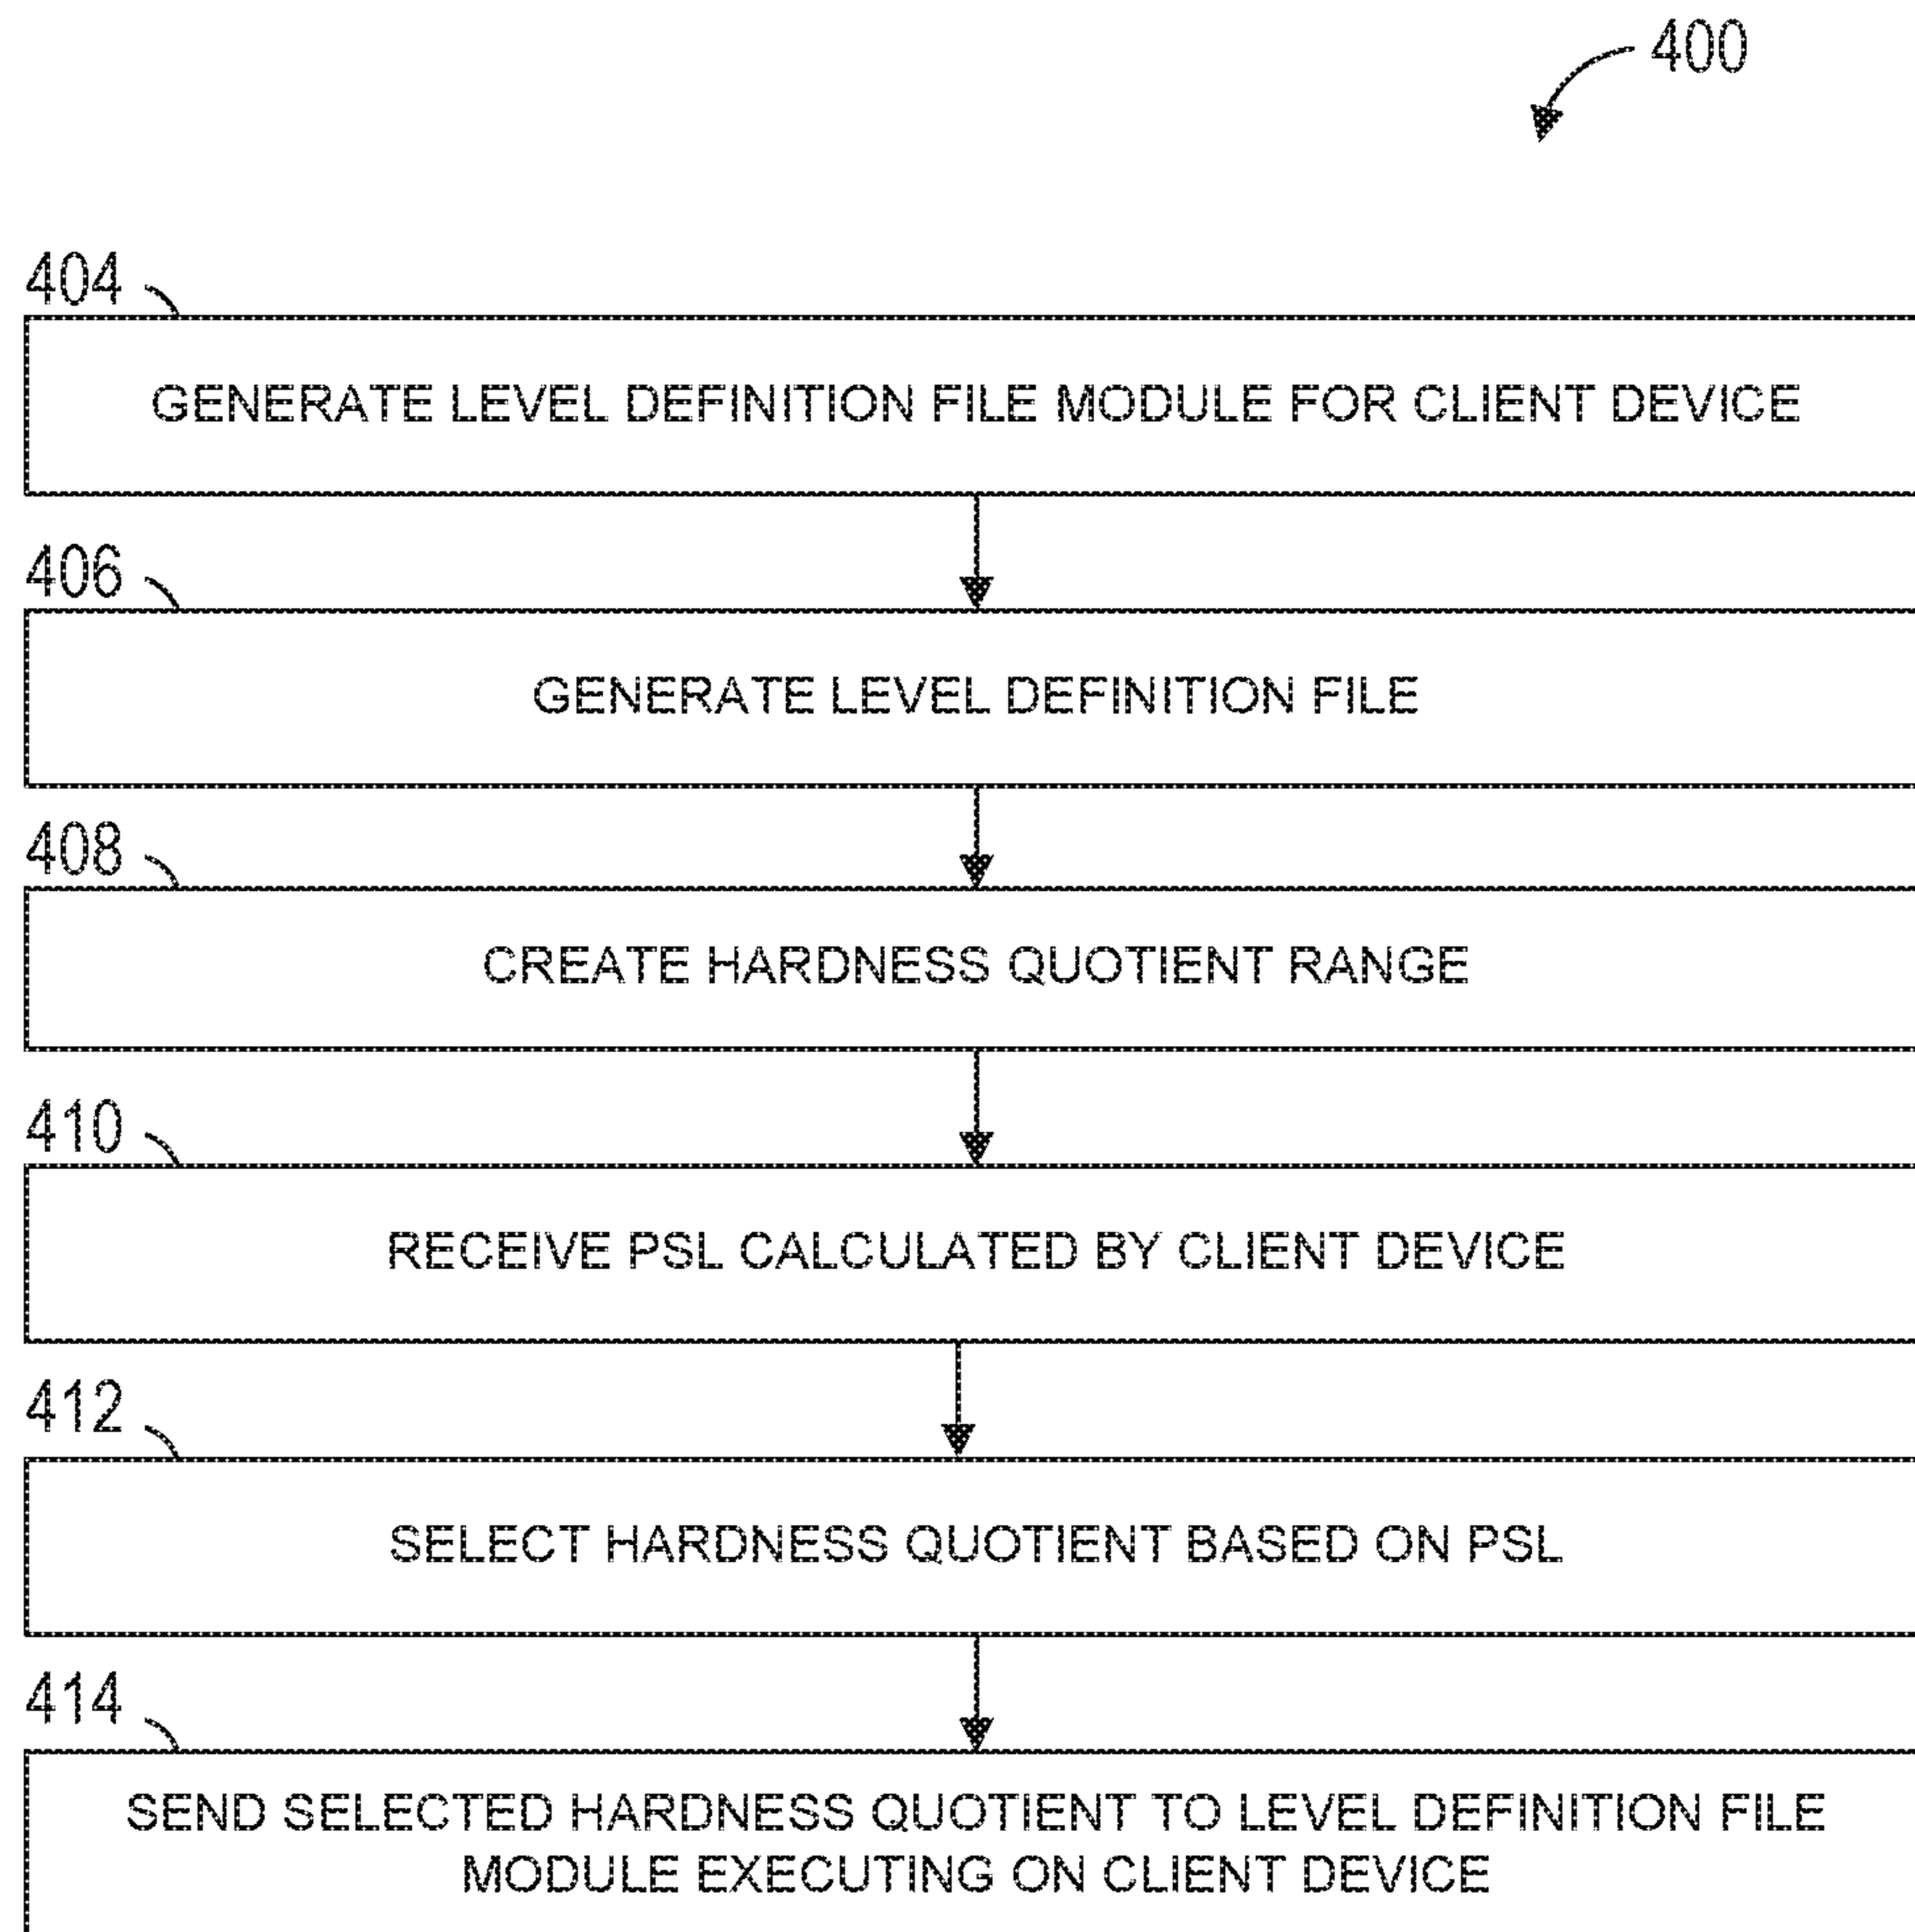 400
404
GENERATE LEVEL DEFINITION FILE MODULE FOR CLIENT DEVICE
406
GENERATE LEVEL DEFINITION FILE
408
CREATE HARDNESS QUOTIENT RANGE
410
RECEIVE PSL CALCULATED BY CLIENT DEVICE
412
SELECT HARDNESS QUOTIENT BASED ON PSL
414
SEND SELECTED HARDNESS QUOTIENT TO LEVEL DEFINITION FILE
MODULE EXECUTING ON CLIENT DEVICE